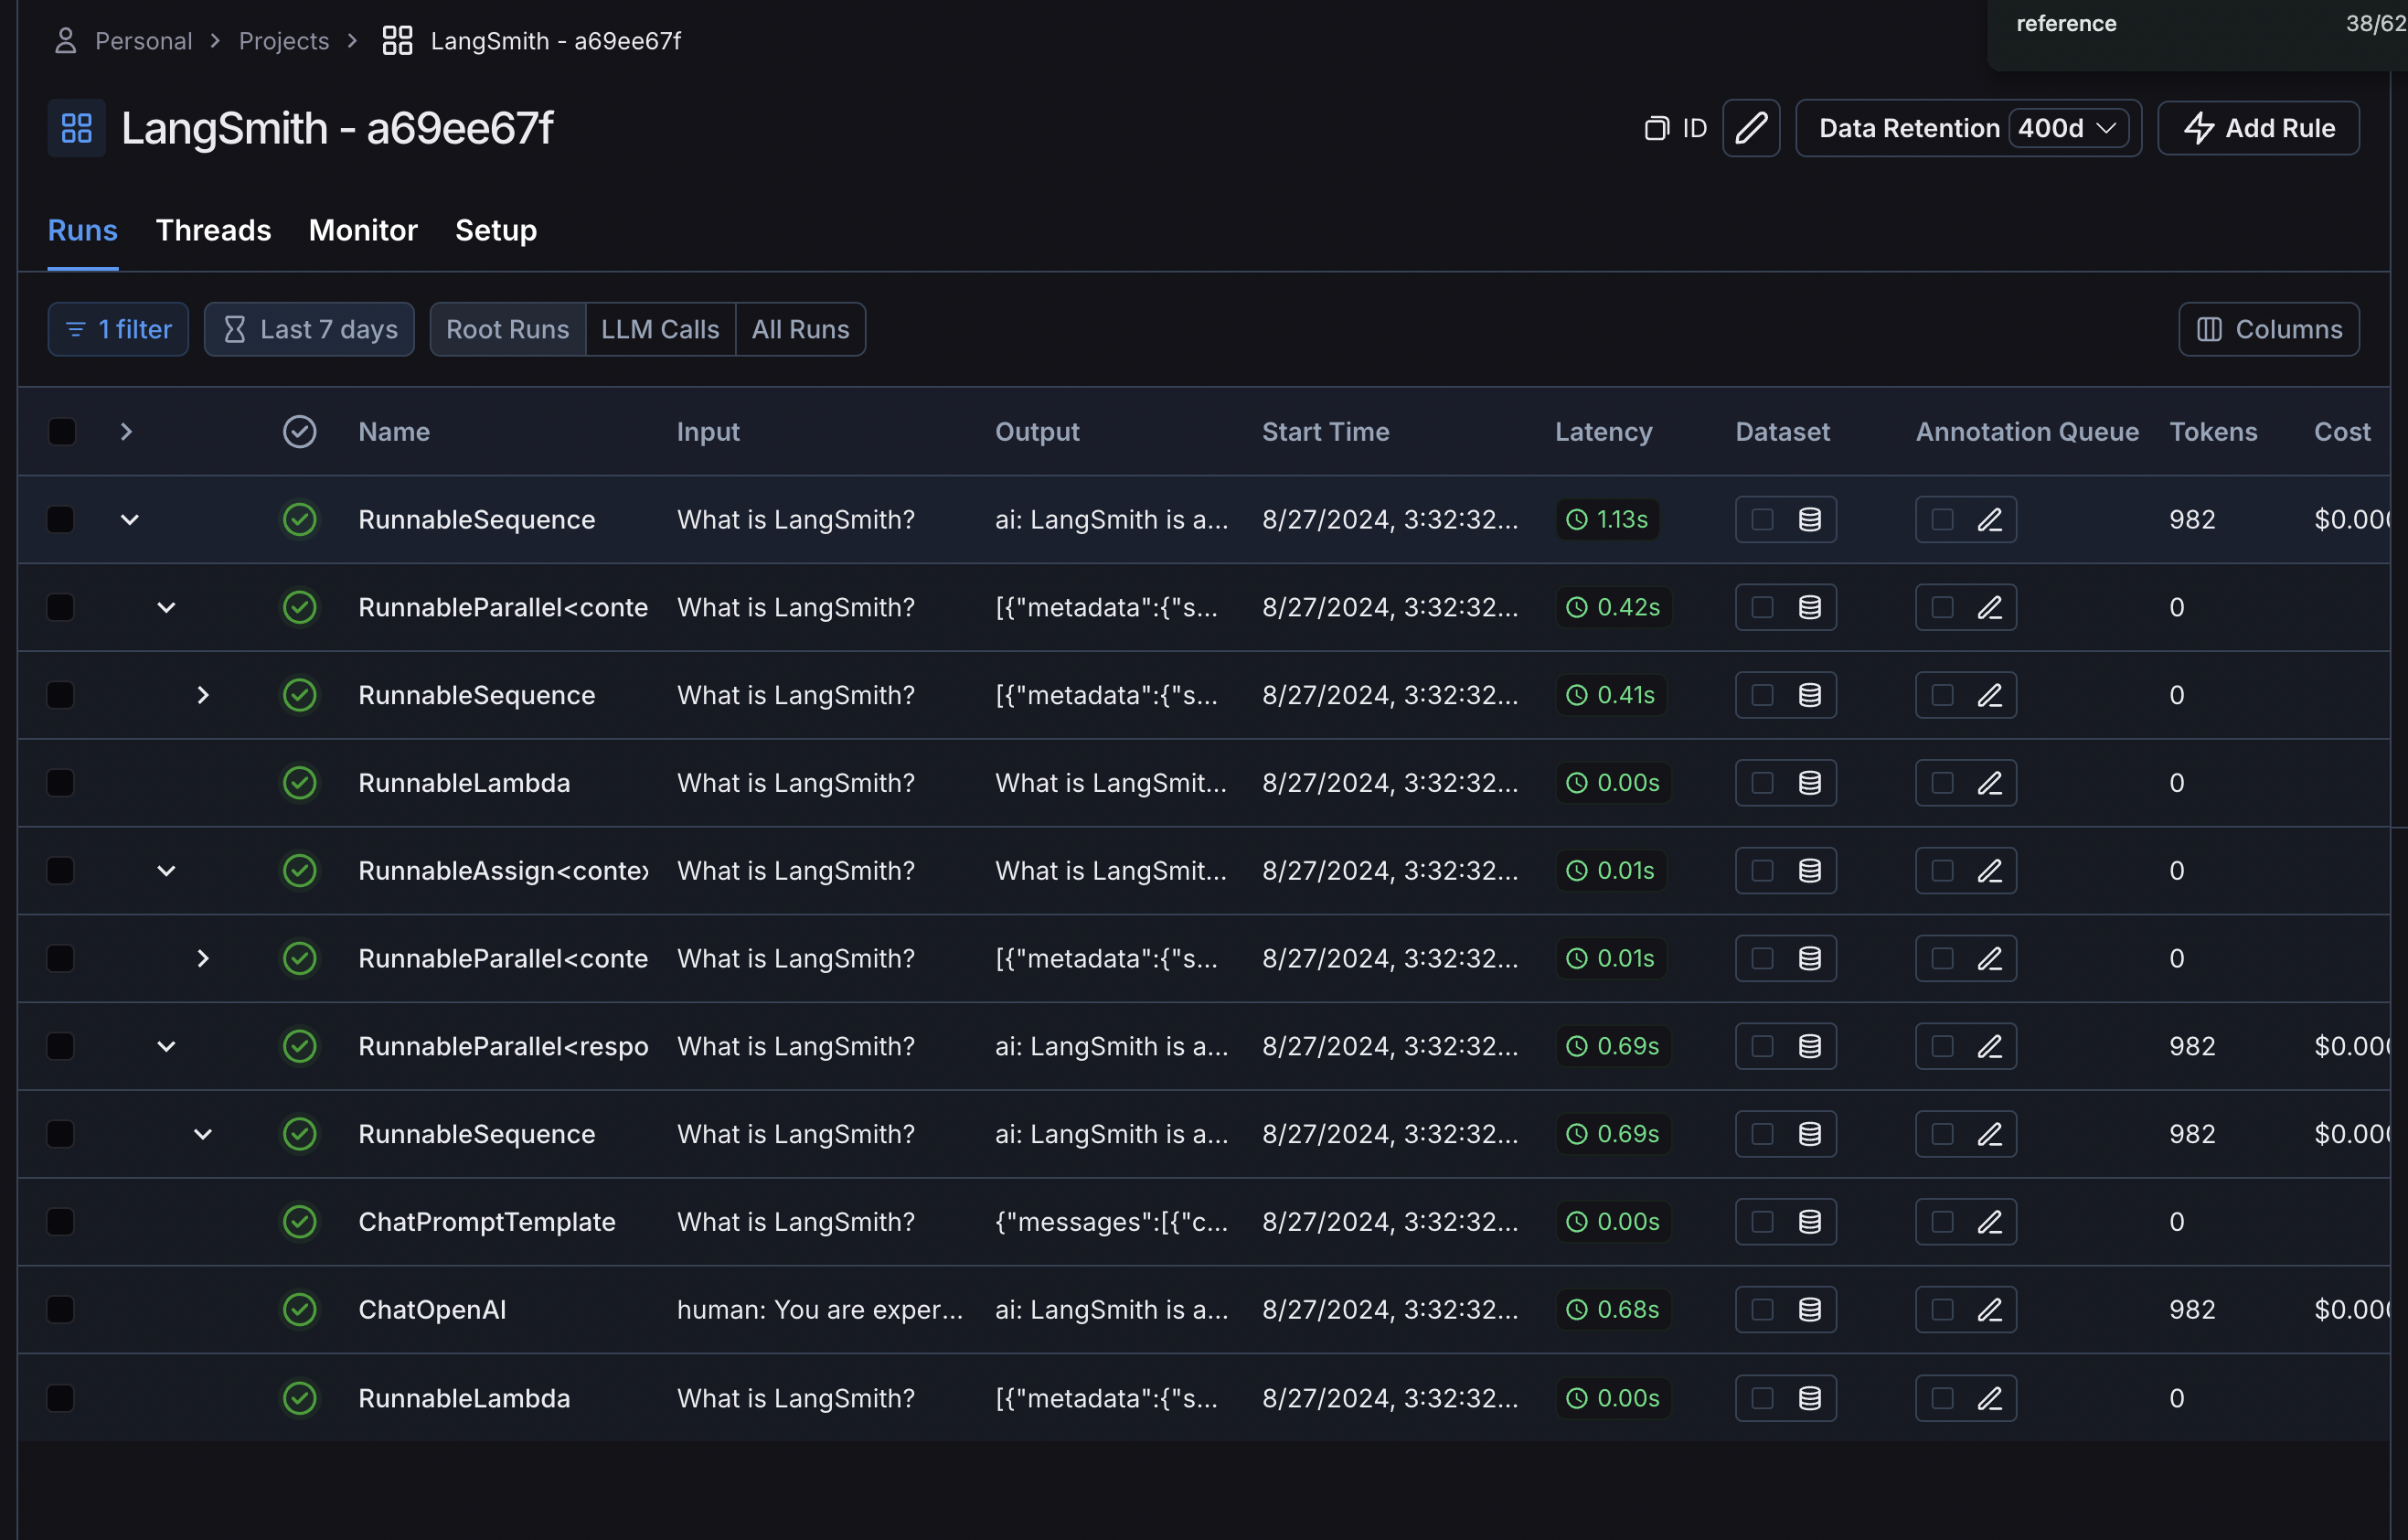 reference 38/62
Personal > Projects > LangSmith - a69ee67f
LangSmith - a69ee67f ID Data Retention 400d Add Rule
Runs Threads Monitor Setup
1 filter Last 7 days Root Runs LLM Calls All Runs Columns
Name Input Output Start Time Latency Dataset Annotation Queue Tokens Cost
RunnableSequence What is LangSmith? ai: LangSmith is a... 8/27/2024, 3:32:32... 1.13s 982 $0.00
RunnableParallel<conte What is LangSmith? [{"metadata":{"s... 8/27/2024, 3:32:32... 0.42s 0
RunnableSequence What is LangSmith? [{"metadata":{"s... 8/27/2024, 3:32:32... 0.41s 0
RunnableLambda What is LangSmith? What is LangSmit... 8/27/2024, 3:32:32... 0.00s 0
RunnableAssign<conte What is LangSmith? What is LangSmit... 8/27/2024, 3:32:32... 0.01s 0
RunnableParallel<conte What is LangSmith? [{"metadata":{"s... 8/27/2024, 3:32:32... 0.01s 0
RunnableParallel<respo What is LangSmith? ai: LangSmith is a... 8/27/2024, 3:32:32... 0.69s 982 $0.00
RunnableSequence What is LangSmith? ai: LangSmith is a... 8/27/2024, 3:32:32... 0.69s 982 $0.00
ChatPromptTemplate What is LangSmith? {"messages":[{"c... 8/27/2024, 3:32:32... 0.00s 0
ChatOpenAI human: You are exper... ai: LangSmith is a... 8/27/2024, 3:32:32... 0.68s 982 $0.00
RunnableLambda What is LangSmith? [{"metadata":{"s... 8/27/2024, 3:32:32... 0.00s 0